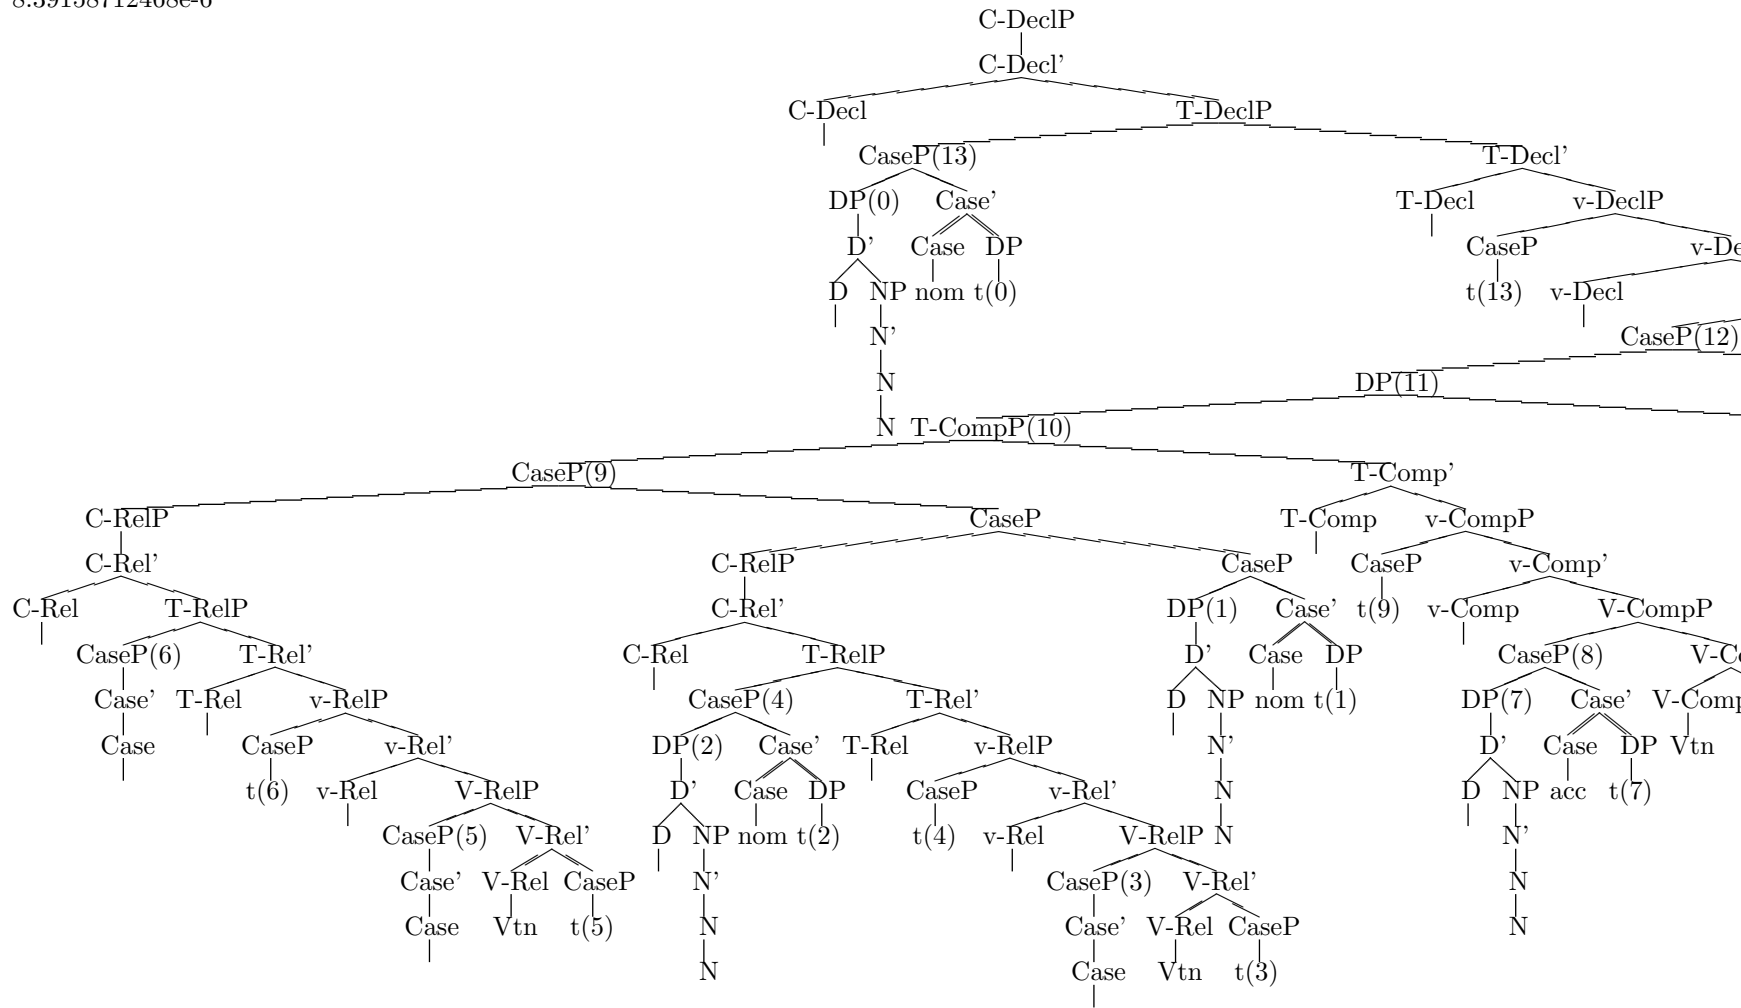 8.39158712468e-6
C-DeclP
C-Decl'
C-Decl T-DeclP
CaseP(13) T-Decl'
DP(0) Case' T-Decl v-DeclP
D' Case DP CaseP v-De
D NP nom t(0) t(13) v-Decl
N' CaseP(12)
N DP(11)
N T-CompP(10)
CaseP(9) T-Comp'
C-RelP CaseP T-Comp v-CompP
C-Rel' C-RelP CaseP CaseP v-Comp'
C-Rel T-RelP C-Rel' DP(1) Case' t(9) v-Comp V-CompP
CaseP(6) T-Rel' C-Rel T-RelP D' Case DP CaseP(8) V-Co
Case' T-Rel v-RelP CaseP(4) T-Rel' D NP nom t(1) DP(7) Case' V-Comp
Case CaseP v-Rel' DP(2) Case' T-Rel v-RelP N' D' Case DP Vtn
t(6) v-Rel V-RelP D' Case DP CaseP v-Rel' N D NP acc t(7)
CaseP(5) V-Rel' D NP nom t(2) t(4) v-Rel V-RelP N N'
Case' V-Rel CaseP N' CaseP(3) V-Rel' N
Case Vtn t(5) N Case' V-Rel CaseP N
N Case Vtn t(3)